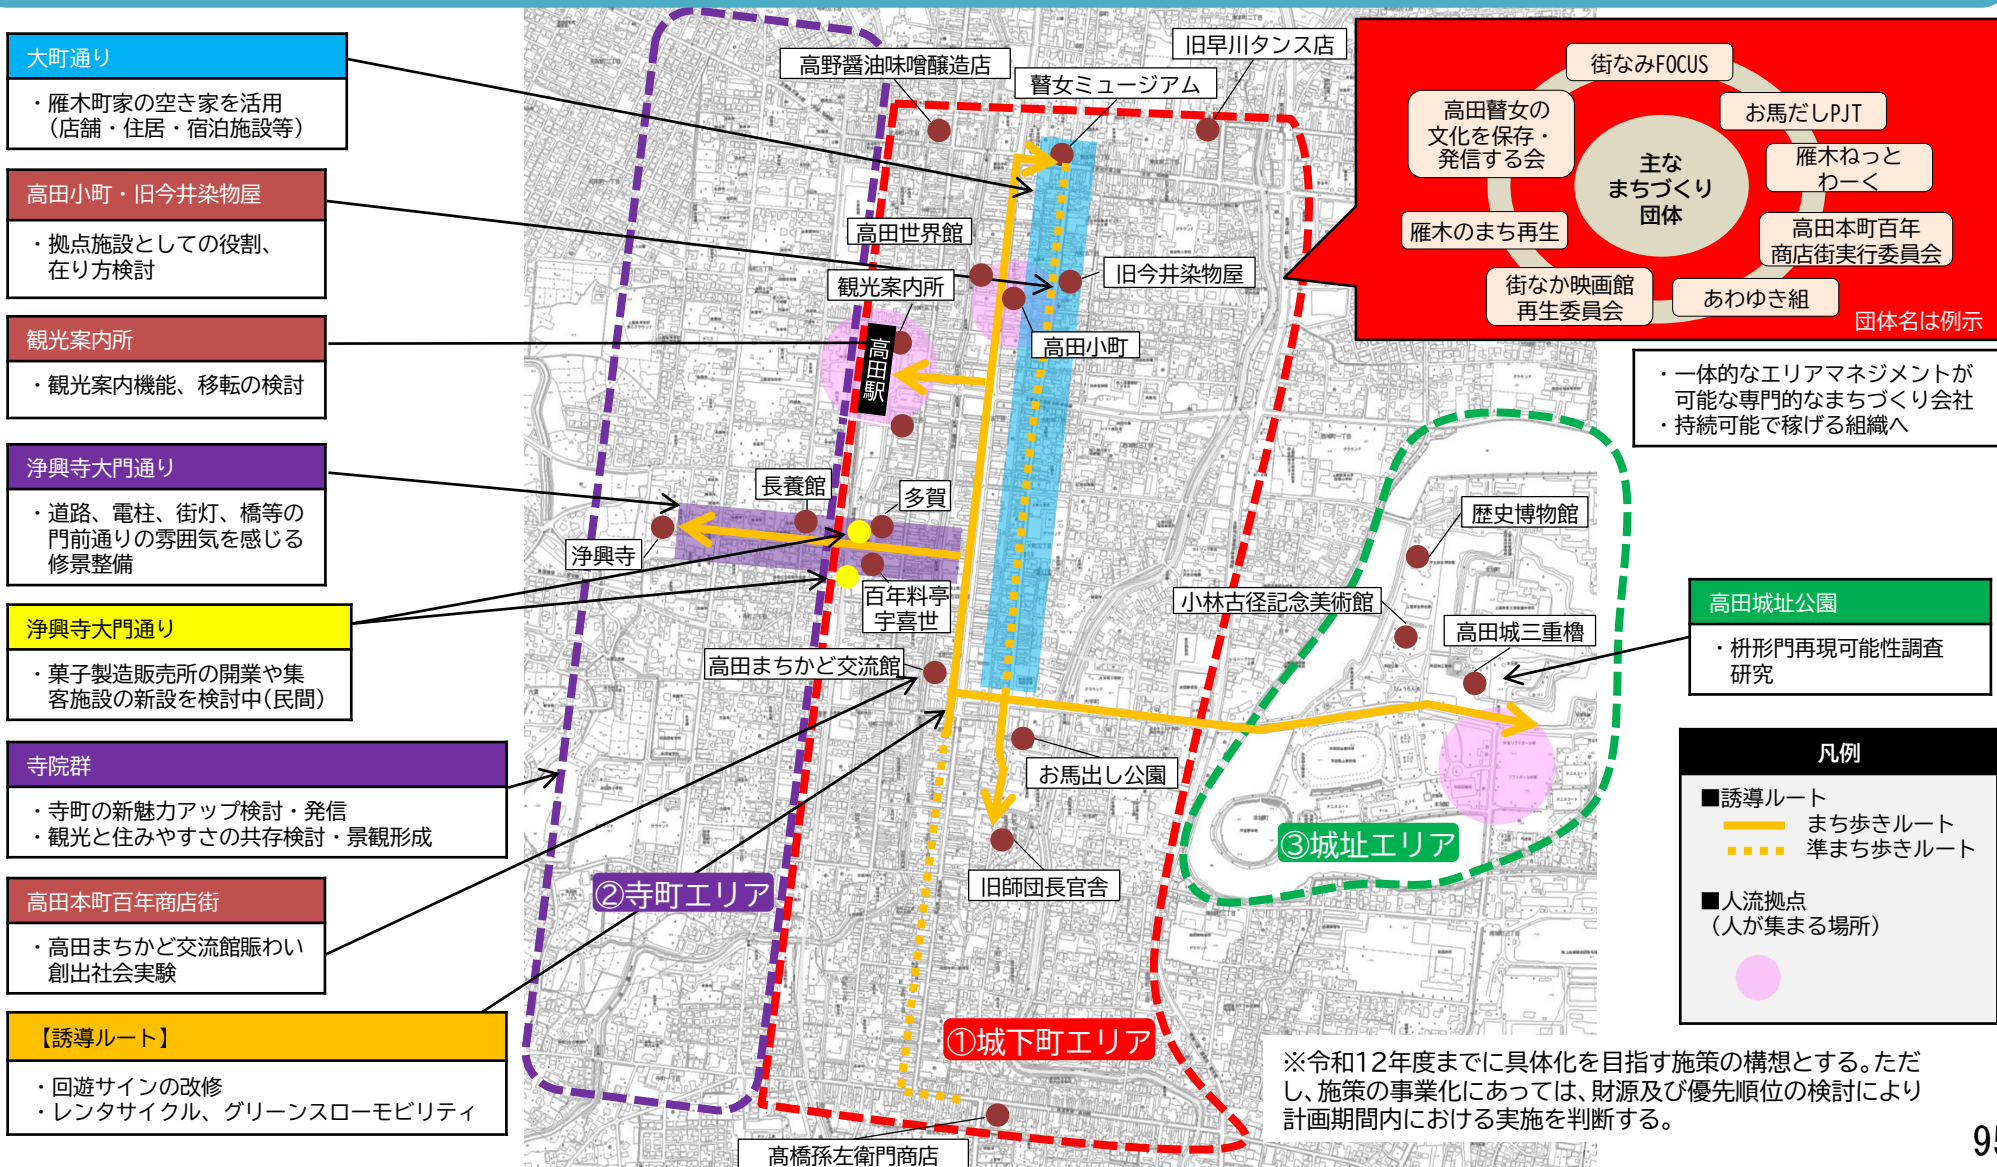 大町通り
・雁木町家の空き家を活用
（店舗・住居・宿泊施設等）
高田小町・旧今井染物屋
・拠点施設としての役割、
在り方検討
観光案内所
・観光案内機能、移転の検討
浄興寺大門通り
・道路、電柱、街灯、橋等の
門前通りの雰囲気を感じる
修景整備
浄興寺大門通り
・菓子製造販売所の開業や集
客施設の新設を検討中(民間)
寺院群
・寺町の新魅力アップ検討・発信
・観光と住みやすさの共存検討・景観形成
高田本町百年商店街
・高田まちかど交流館賑わい
創出社会実験
【誘導ルート】
・回遊サインの改修
・レンタサイクル、グリーンスローモビリティ
高野醤油味噌醸造店
旧早川タンス店
瞽女ミュージアム
高田世界館
観光案内所
旧今井染物屋
高田小町
高田駅
長養館
多賀
浄興寺
百年料亭
宇喜世
高田まちかど交流館
お馬出し公園
旧師団長官舎
髙橋孫左衛門商店
歴史博物館
小林古径記念美術館
高田城三重櫓
②寺町エリア
①城下町エリア
③城址エリア
街なみFOCUS
高田瞽女の
文化を保存・
発信する会
お馬だしPJT
主な
まちづくり
団体
雁木ねっと
わーく
雁木のまち再生
高田本町百年
商店街実行委員会
街なか映画館
再生委員会
あわゆき組
団体名は例示
・一体的なエリアマネジメントが
可能な専門的なまちづくり会社
・持続可能で稼げる組織へ
高田城址公園
・枡形門再現可能性調査
研究
凡例
■誘導ルート
まち歩きルート
準まち歩きルート
■人流拠点
（人が集まる場所）
※令和12年度までに具体化を目指す施策の構想とする。ただ
し、施策の事業化にあっては、財源及び優先順位の検討により
計画期間内における実施を判断する。
95